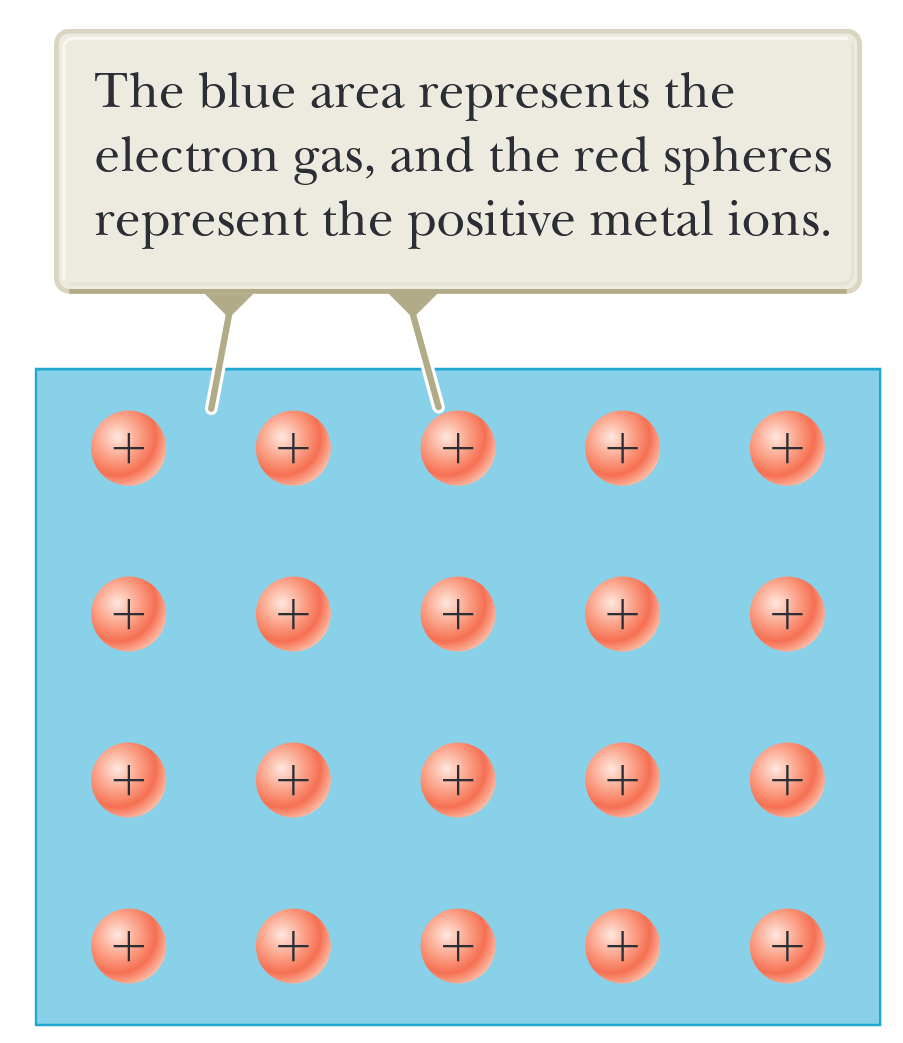 The blue area represents the
electron gas, and the red spheres
represent the positive metal ions.
+ + + + +
+ + + + +
+ + + + +
+ + + + +